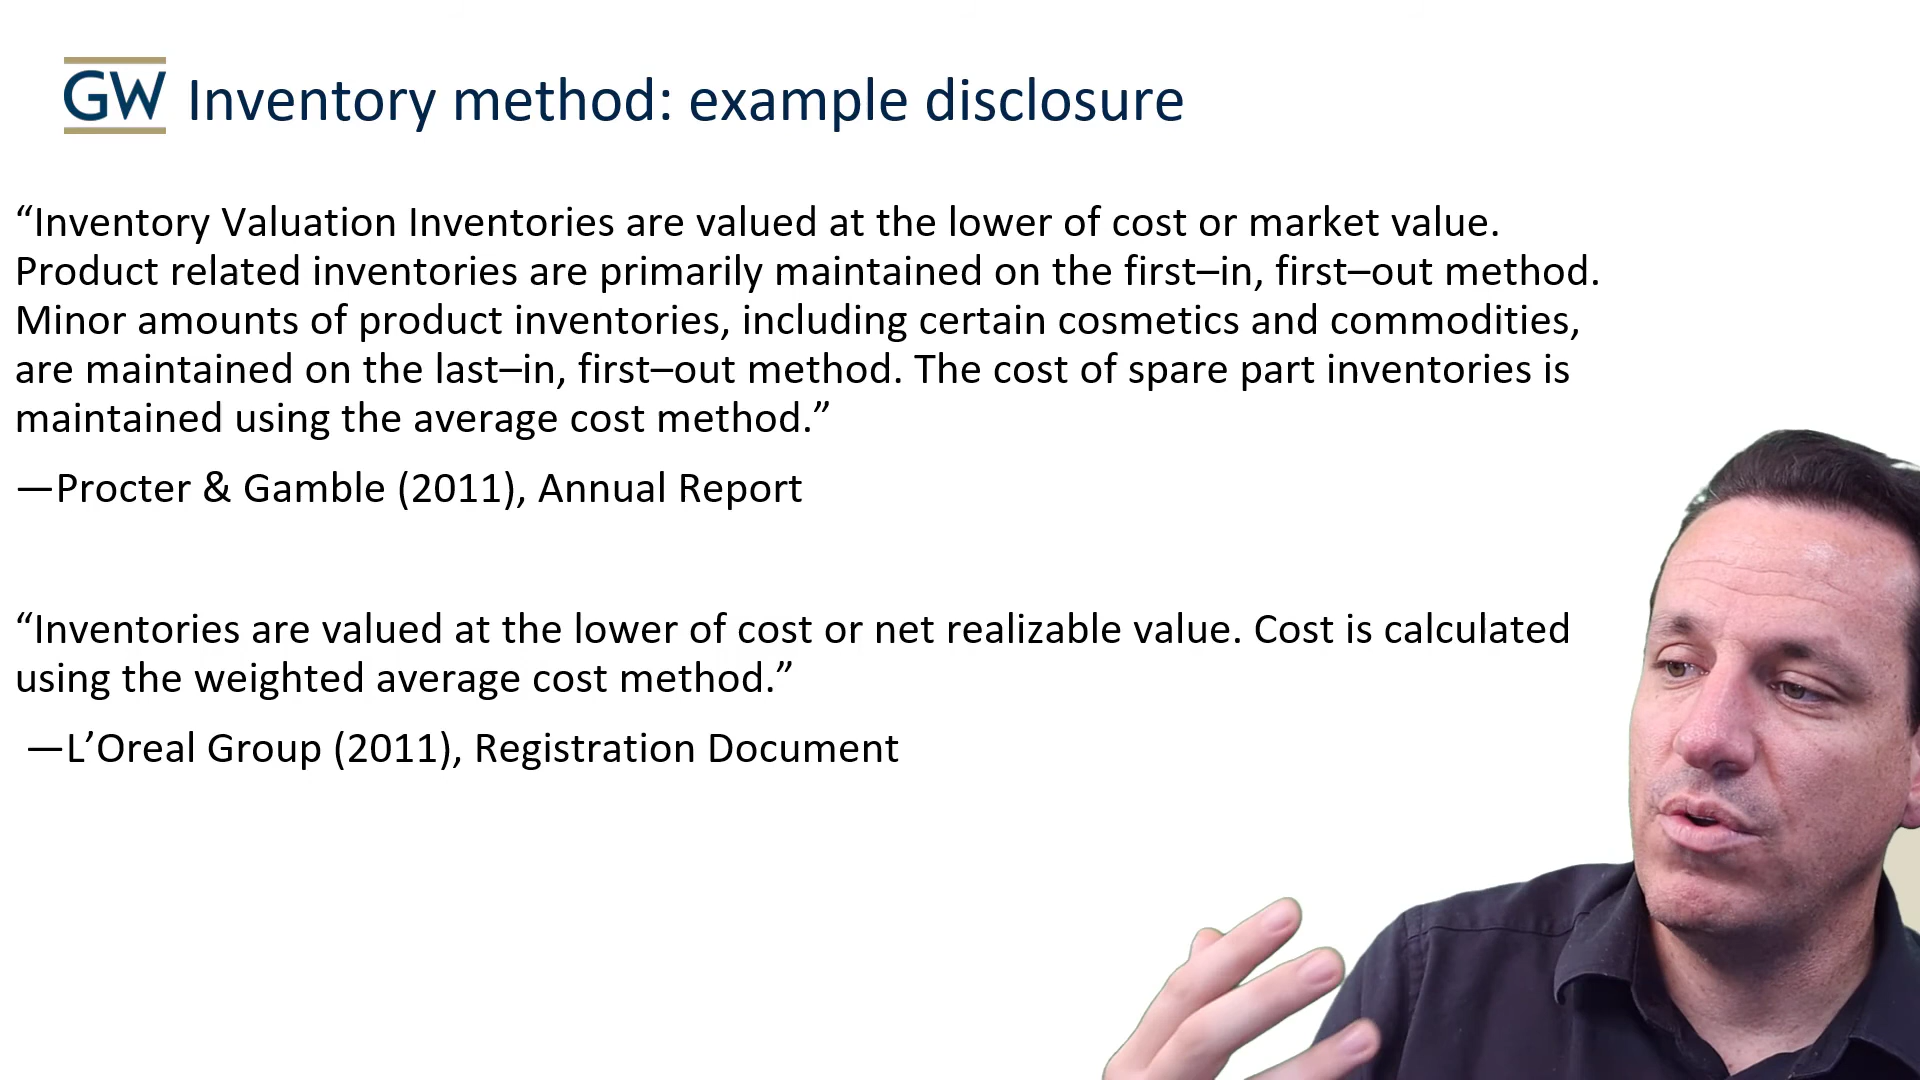 GW Inventory method: example disclosure
“Inventory Valuation Inventories are valued at the lower of cost or market value.
Product related inventories are primarily maintained on the first–in, first–out method.
Minor amounts of product inventories, including certain cosmetics and commodities,
are maintained on the last–in, first–out method. The cost of spare part inventories is
maintained using the average cost method.”
—Procter & Gamble (2011), Annual Report
“Inventories are valued at the lower of cost or net realizable value. Cost is calculated
using the weighted average cost method.”
—L’Oreal Group (2011), Registration Document